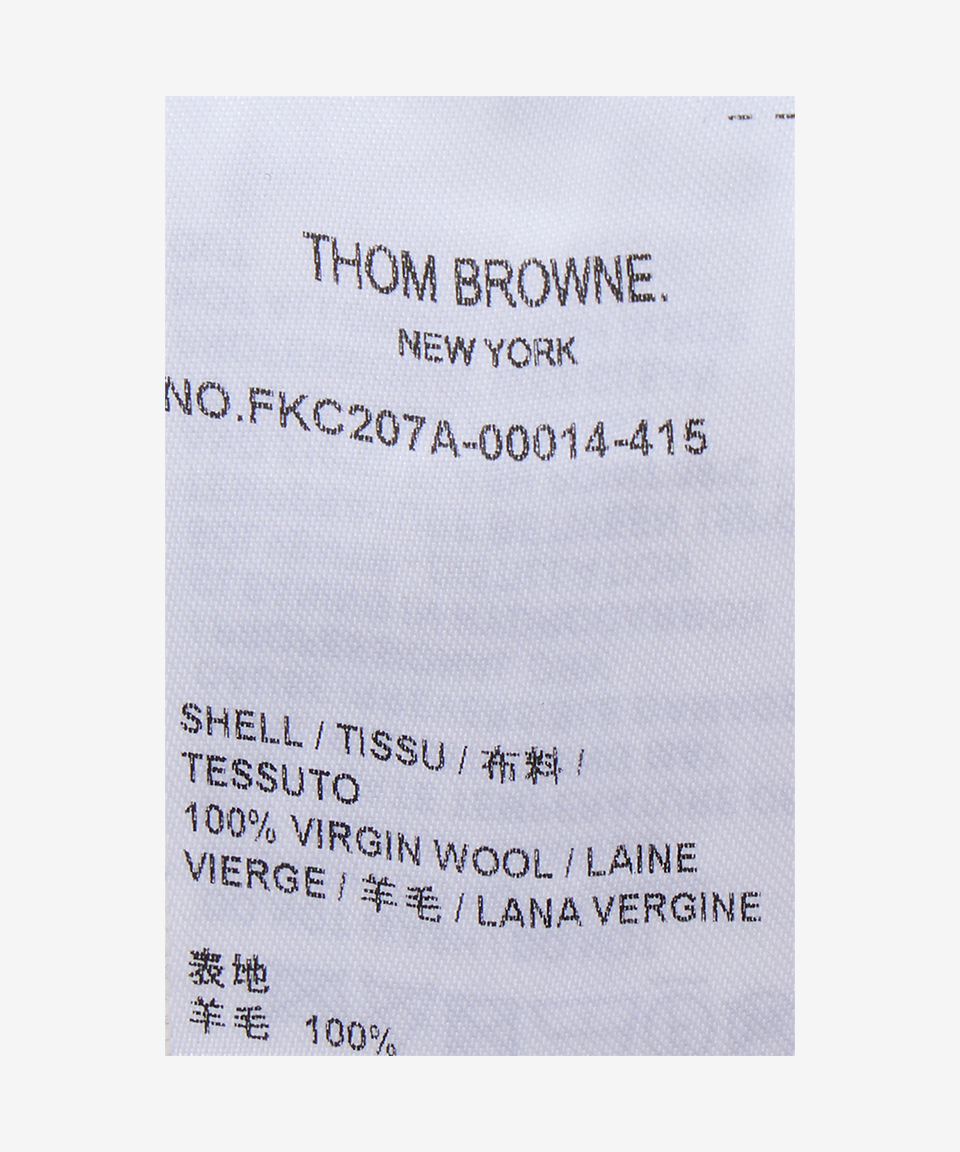 THOM BROWNE.
NEW YORK
NO.FKC207A-00014-415
SHELL / TISSU / 布料 /
TESSUTO
100% VIRGIN WOOL / LAINE
VIERGE / 羊毛 / LANA VERGINE
表地
羊毛 100%